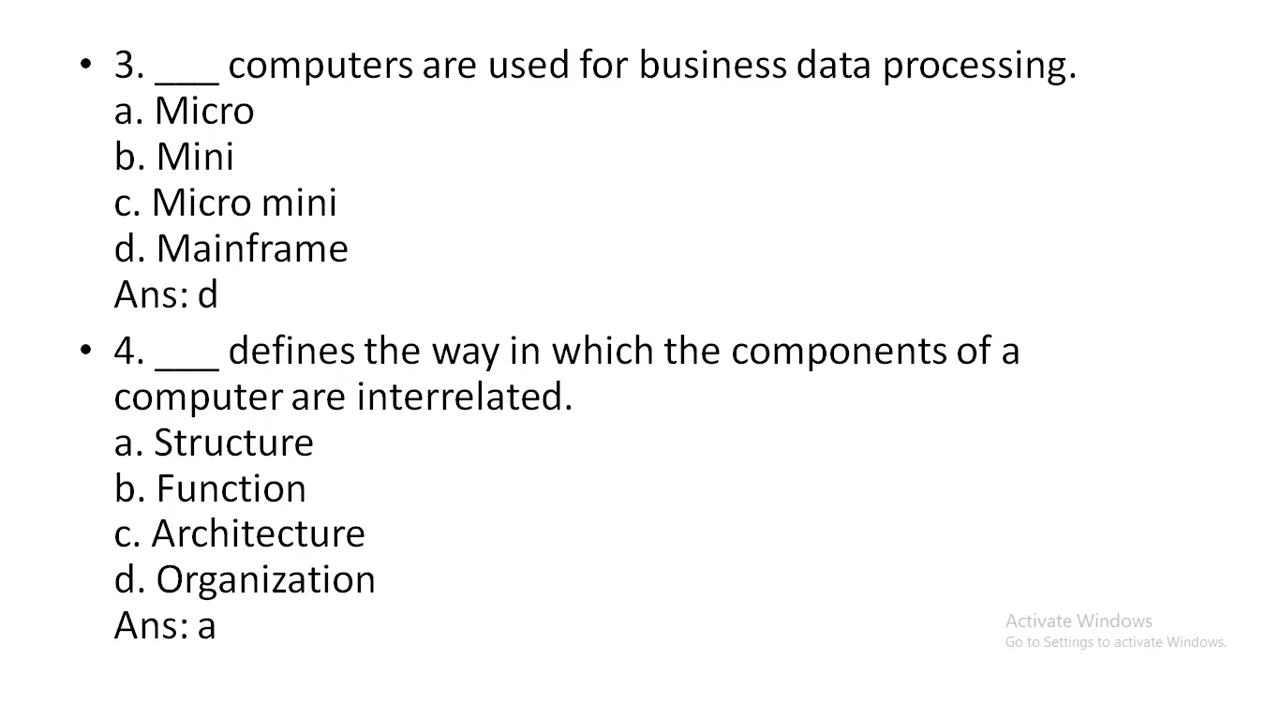 • 3. ___ computers are used for business data processing.
a. Micro
b. Mini
c. Micro mini
d. Mainframe
Ans: d
• 4. ___ defines the way in which the components of a
computer are interrelated.
a. Structure
b. Function
c. Architecture
d. Organization
Ans: a
Activate Windows
Go to Settings to activate Windows.